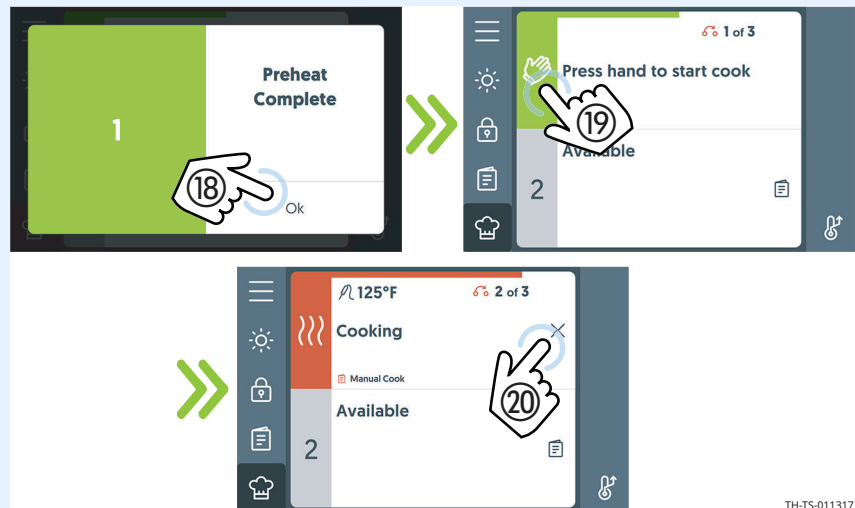 Preheat
Complete
1
⑱
Ok
1 of 3
Press hand to start cook
⑲
Available
2
125°F
2 of 3
Cooking
Manual Cook
⑳
Available
2
TH-TS-011317